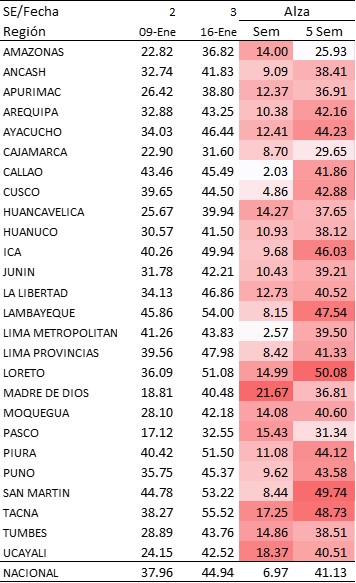 SE/Fecha 2 3 Alza
Región 09-Ene 16-Ene Sem 5 Sem
AMAZONAS 22.82 36.82 14.00 25.93
ANCASH 32.74 41.83 9.09 38.41
APURIMAC 26.42 38.80 12.37 36.91
AREQUIPA 32.88 43.25 10.38 42.16
AYACUCHO 34.03 46.44 12.41 44.23
CAJAMARCA 22.90 31.60 8.70 29.65
CALLAO 43.46 45.49 2.03 41.86
CUSCO 39.65 44.50 4.86 42.88
HUANCAVELICA 25.67 39.94 14.27 37.65
HUANUCO 30.57 41.50 10.93 38.12
ICA 40.26 49.94 9.68 46.03
JUNIN 31.78 42.21 10.43 39.21
LA LIBERTAD 34.13 46.86 12.73 40.52
LAMBAYEQUE 45.86 54.00 8.15 47.54
LIMA METROPOLITAN 41.26 43.83 2.57 39.50
LIMA PROVINCIAS 39.56 47.98 8.42 41.33
LORETO 36.09 51.08 14.99 50.08
MADRE DE DIOS 18.81 40.48 21.67 36.81
MOQUEGUA 28.10 42.18 14.08 40.60
PASCO 17.12 32.55 15.43 31.34
PIURA 40.42 51.50 11.08 44.12
PUNO 35.75 45.37 9.62 43.58
SAN MARTIN 44.78 53.22 8.44 49.74
TACNA 38.27 55.52 17.25 48.73
TUMBES 28.89 43.76 14.86 38.51
UCAYALI 24.15 42.52 18.37 40.51
NACIONAL 37.96 44.94 6.97 41.13